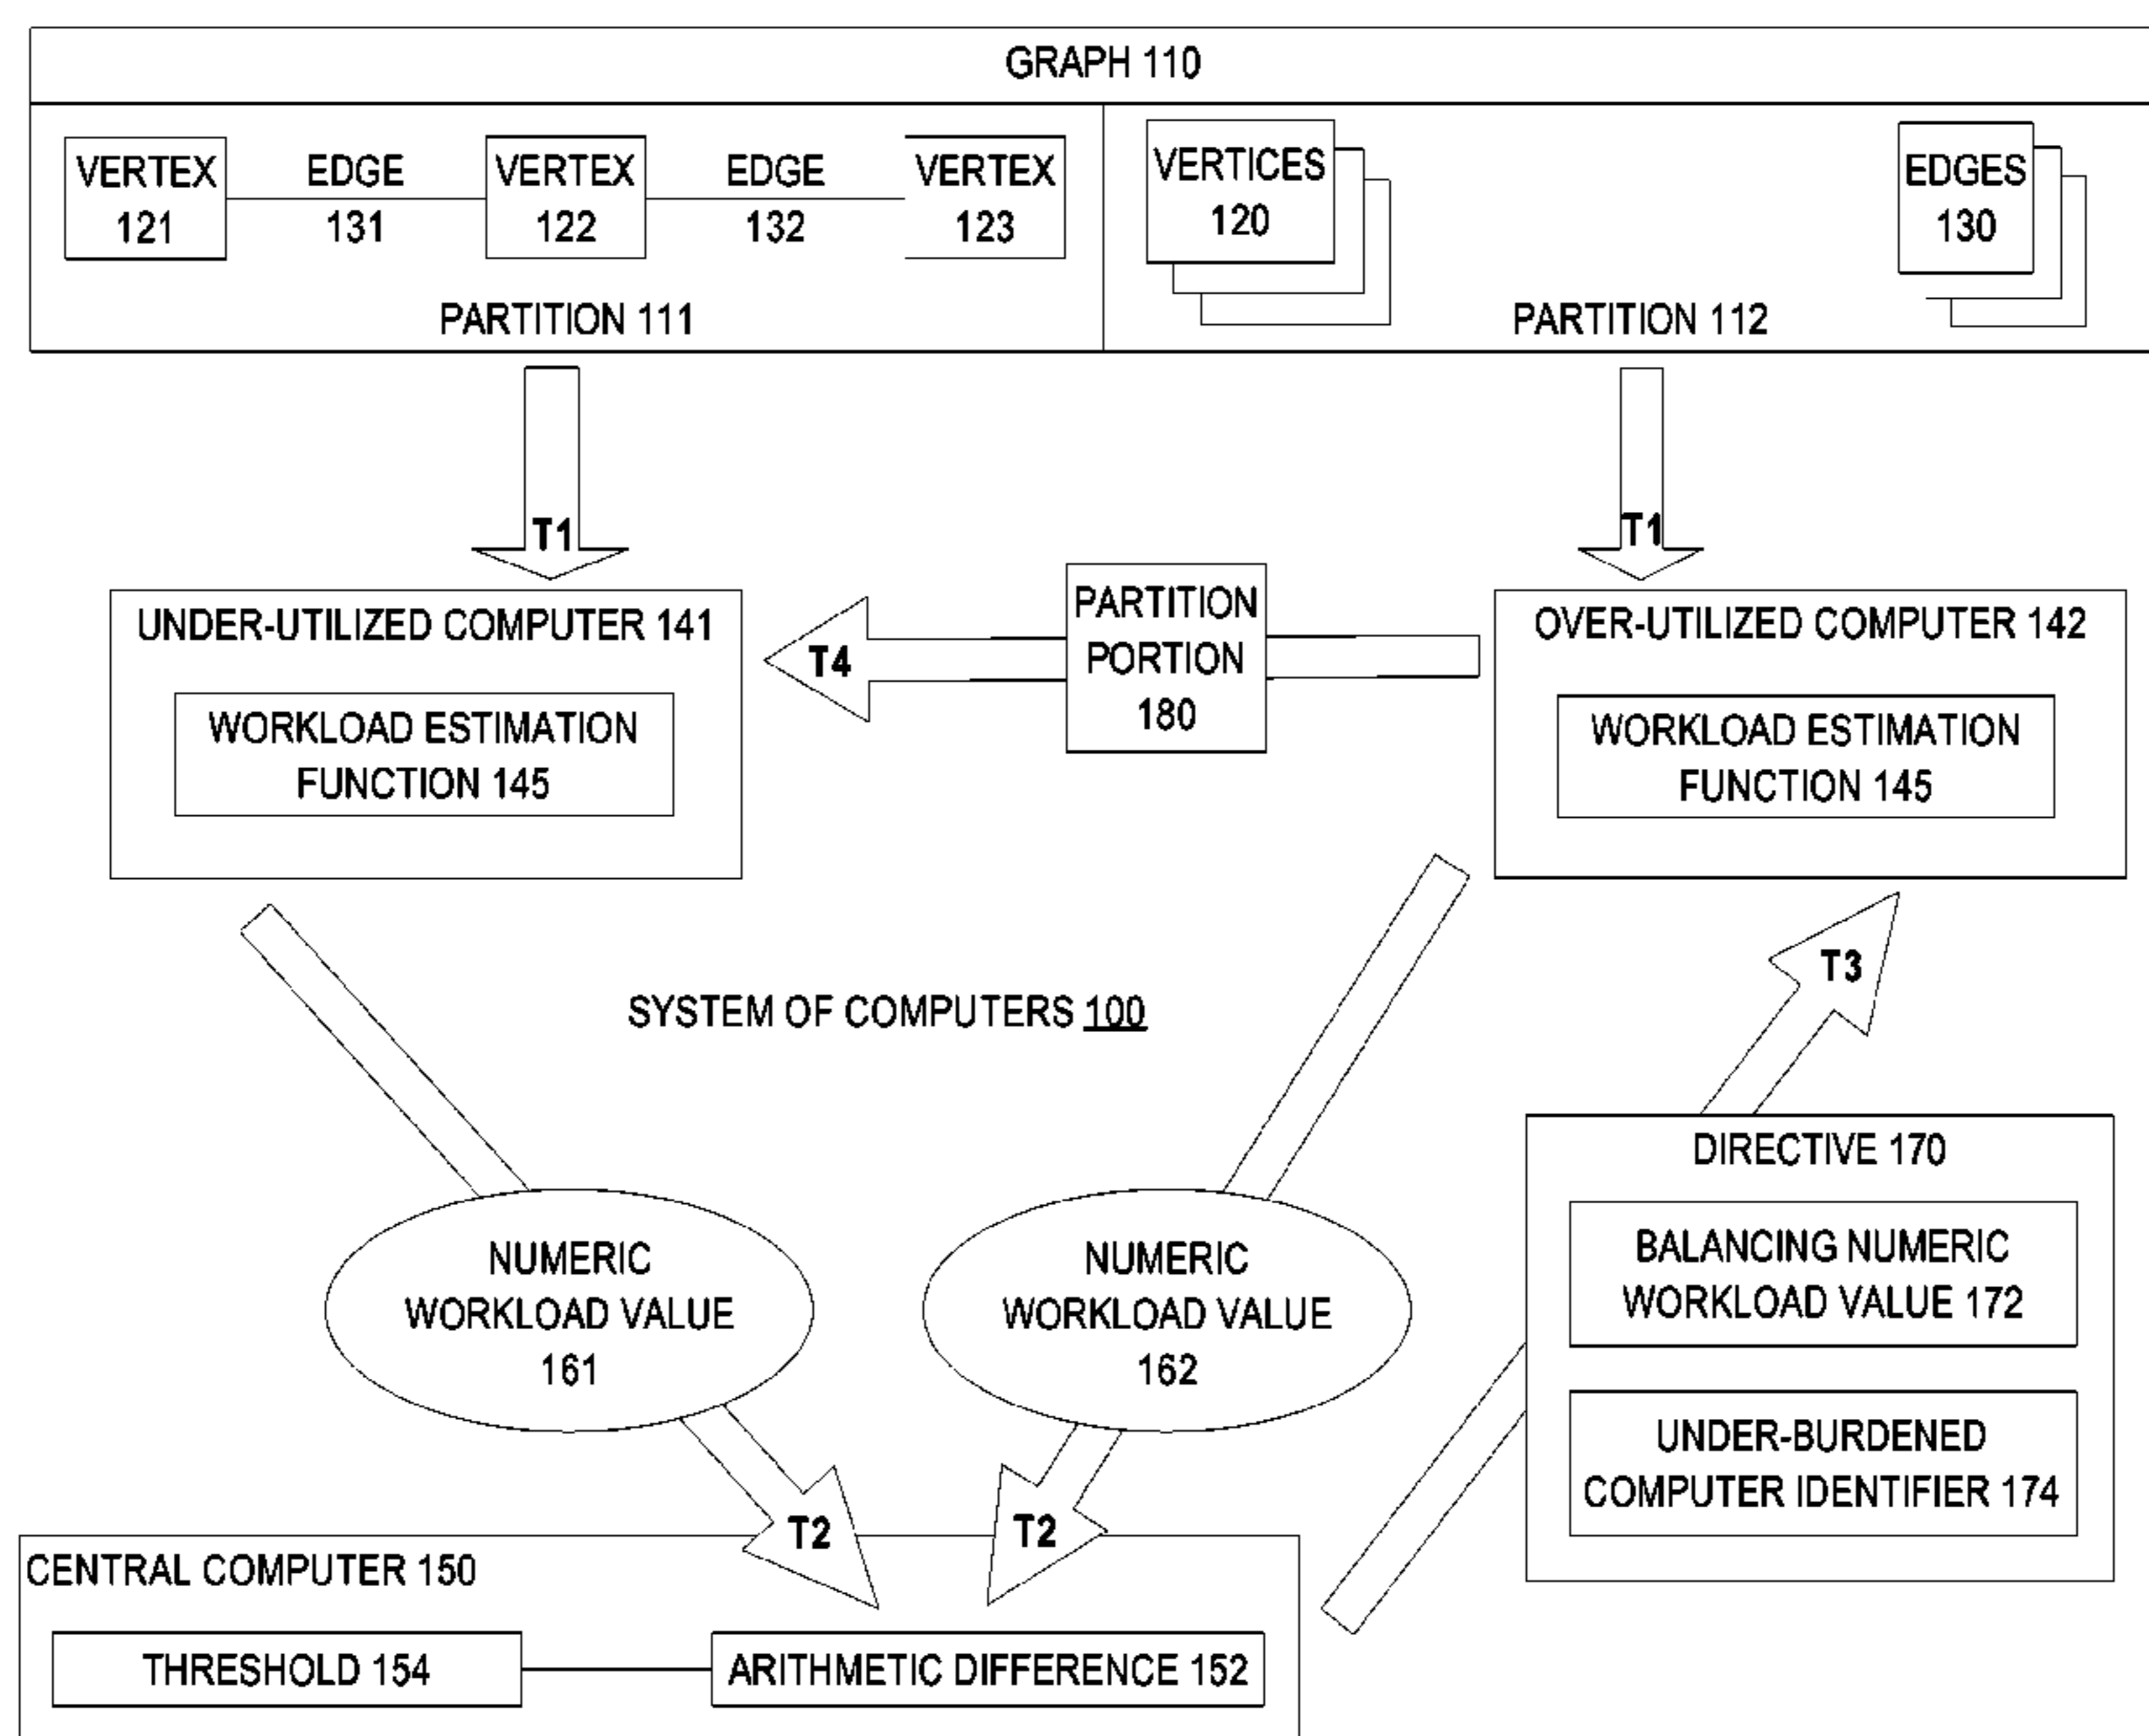 GRAPH 110
VERTEX
121
EDGE
131
VERTEX
122
EDGE
132
VERTEX
123
PARTITION 111
VERTICES
120
EDGES
130
PARTITION 112
T1
T1
UNDER-UTILIZED COMPUTER 141
WORKLOAD ESTIMATION
FUNCTION 145
T4
PARTITION
PORTION
180
OVER-UTILIZED COMPUTER 142
WORKLOAD ESTIMATION
FUNCTION 145
SYSTEM OF COMPUTERS 100
T3
NUMERIC
WORKLOAD VALUE
161
NUMERIC
WORKLOAD VALUE
162
DIRECTIVE 170
BALANCING NUMERIC
WORKLOAD VALUE 172
UNDER-BURDENED
COMPUTER IDENTIFIER 174
T2
T2
CENTRAL COMPUTER 150
THRESHOLD 154
ARITHMETIC DIFFERENCE 152